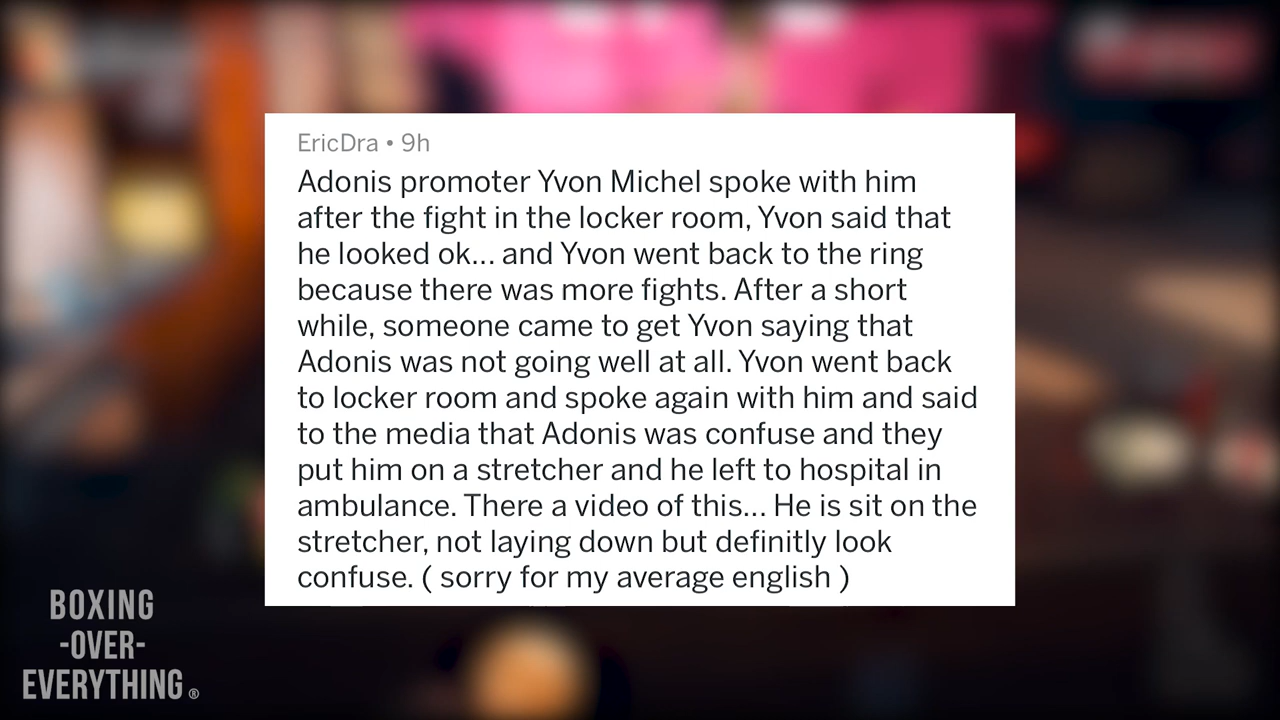 EricDra • 9h
Adonis promoter Yvon Michel spoke with him
after the fight in the locker room, Yvon said that
he looked ok... and Yvon went back to the ring
because there was more fights. After a short
while, someone came to get Yvon saying that
Adonis was not going well at all. Yvon went back
to locker room and spoke again with him and said
to the media that Adonis was confuse and they
put him on a stretcher and he left to hospital in
ambulance. There a video of this... He is sit on the
stretcher, not laying down but definitly look
confuse. ( sorry for my average english )
BOXING
-OVER-
EVERYTHING ®